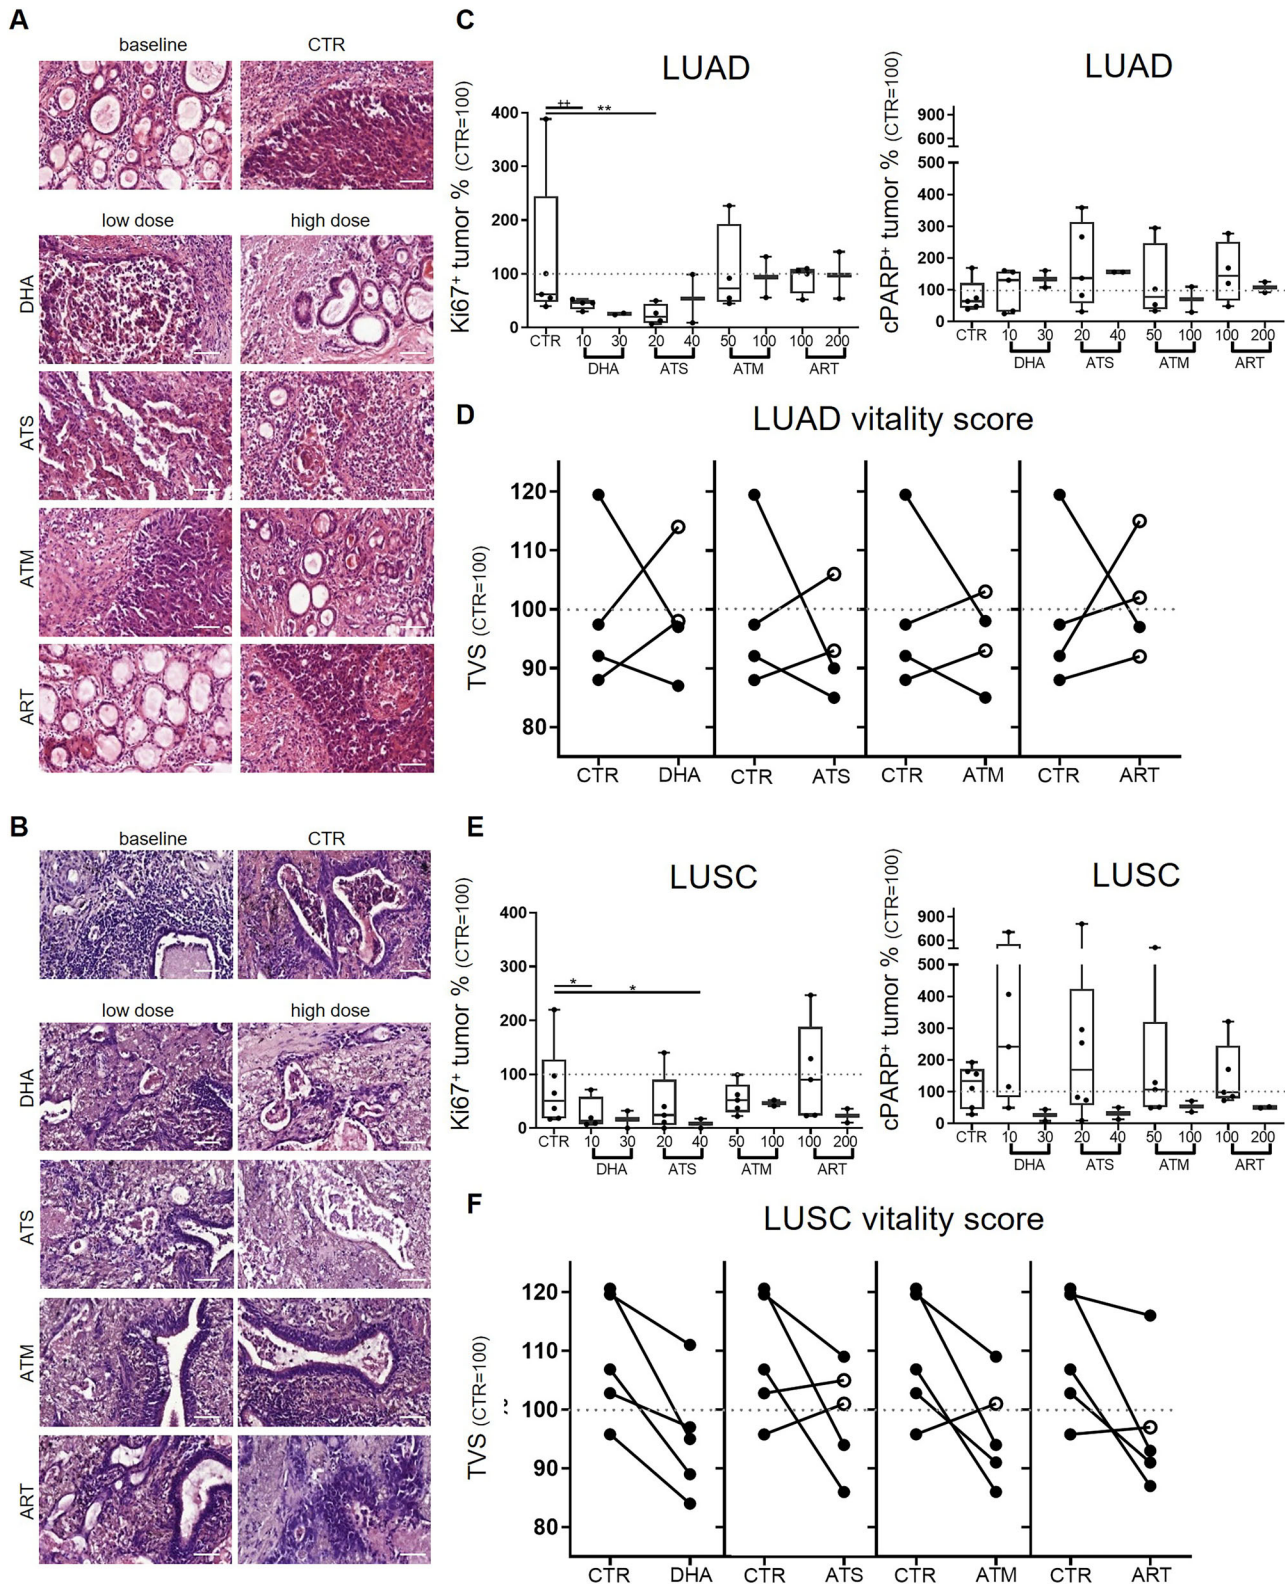 A
baseline
CTR
low dose
high dose
DHA
ATS
ATM
ART
B
baseline
CTR
low dose
high dose
DHA
ATS
ATM
ART
C
LUAD
Ki67⁺ tumor % (CTR=100)
400
300
200
100
0
‡‡
**
CTR 10 30 20 40 50 100 100 200
DHA ATS ATM ART
LUAD
cPARP⁺ tumor % (CTR=100)
900
600
500
400
300
200
100
0
CTR 10 30 20 40 50 100 100 200
DHA ATS ATM ART
D
LUAD vitality score
TVS (CTR=100)
120
110
100
90
80
CTR DHA CTR ATS CTR ATM CTR ART
E
LUSC
Ki67⁺ tumor % (CTR=100)
400
300
200
100
0
*
*
CTR 10 30 20 40 50 100 100 200
DHA ATS ATM ART
LUSC
cPARP⁺ tumor % (CTR=100)
900
600
500
400
300
200
100
0
CTR 10 30 20 40 50 100 100 200
DHA ATS ATM ART
F
LUSC vitality score
TVS (CTR=100)
120
110
100
90
80
CTR DHA CTR ATS CTR ATM CTR ART